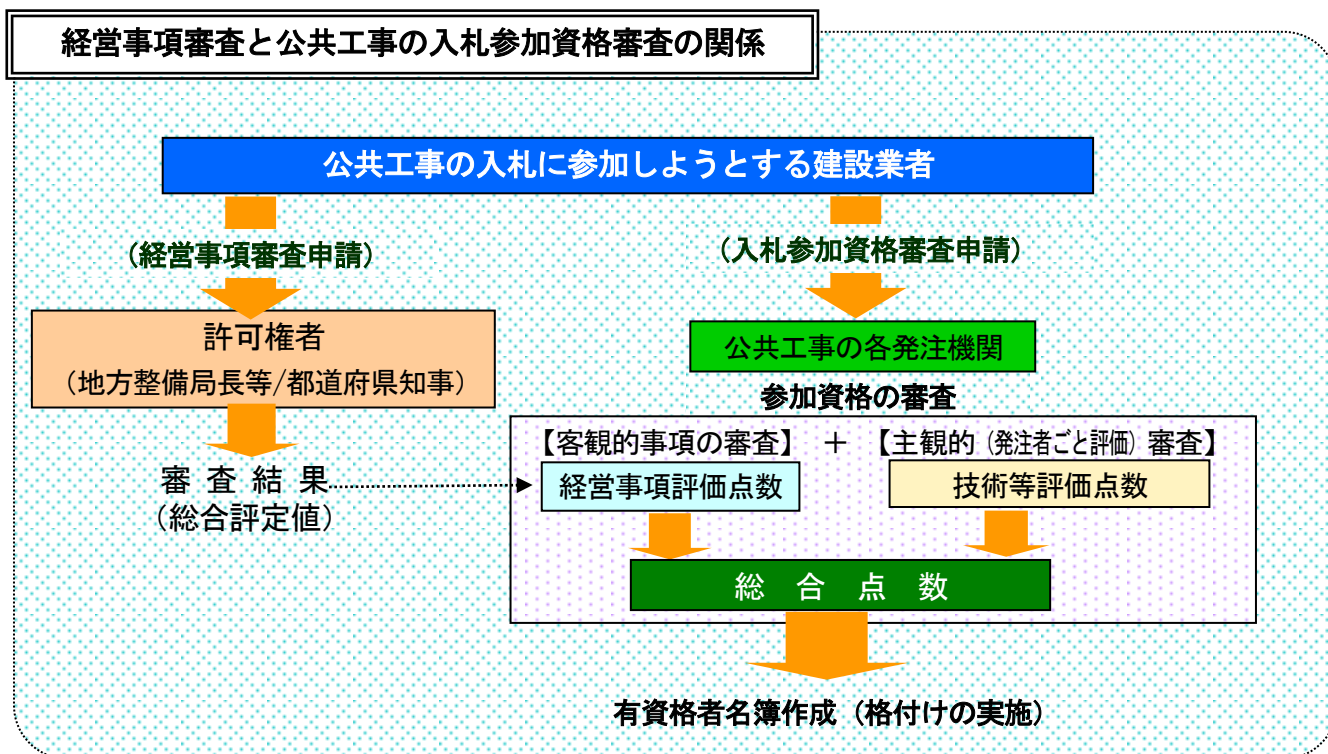 経営事項審査と公共工事の入札参加資格審査の関係
公共工事の入札に参加しようとする建設業者
（経営事項審査申請）
許可権者
（地方整備局長等/都道府県知事）
審査結果
（総合評定値）
（入札参加資格審査申請）
公共工事の各発注機関
参加資格の審査
【客観的事項の審査】 ＋ 【主観的（発注者ごと評価）審査】
経営事項評価点数
技術等評価点数
総合点数
有資格者名簿作成（格付けの実施）